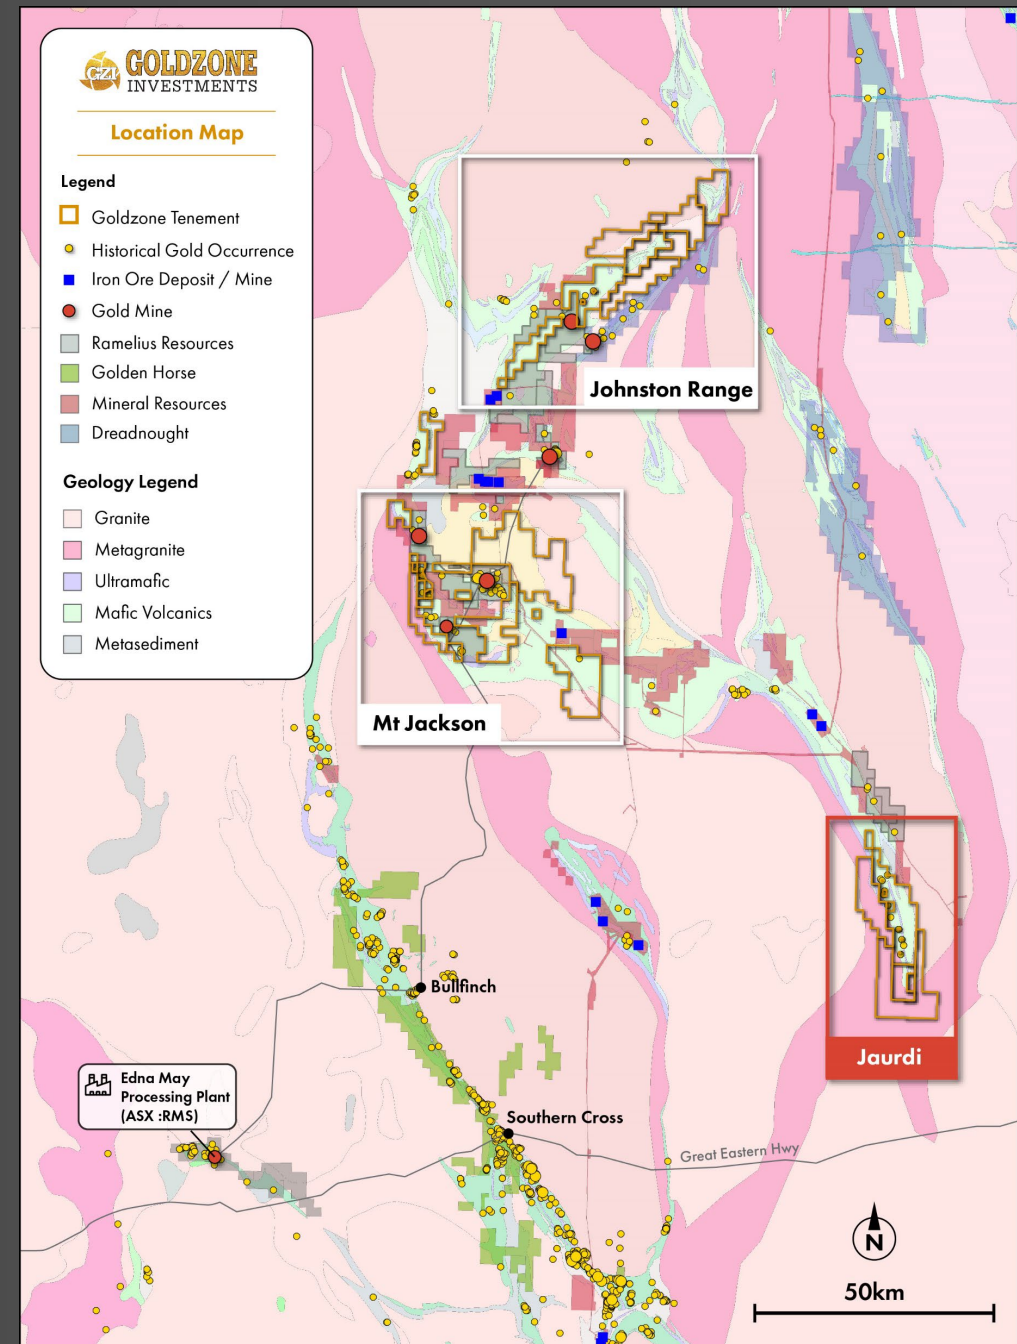 GZI GOLDZONE
INVESTMENTS
Location Map
Legend
Goldzone Tenement
Historical Gold Occurrence
Iron Ore Deposit / Mine
Gold Mine
Ramelius Resources
Golden Horse
Mineral Resources
Dreadnought
Geology Legend
Granite
Metagranite
Ultramafic
Mafic Volcanics
Metasediment
Johnston Range
Mt Jackson
Jaurdi
Bullfinch
Edna May
Processing Plant
(ASX :RMS)
Southern Cross
Great Eastern Hwy
N
50km